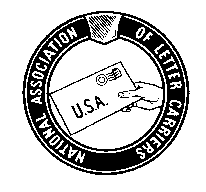 NATIONAL ASSOCIATION OF LETTER CARRIERS
U.S.A.